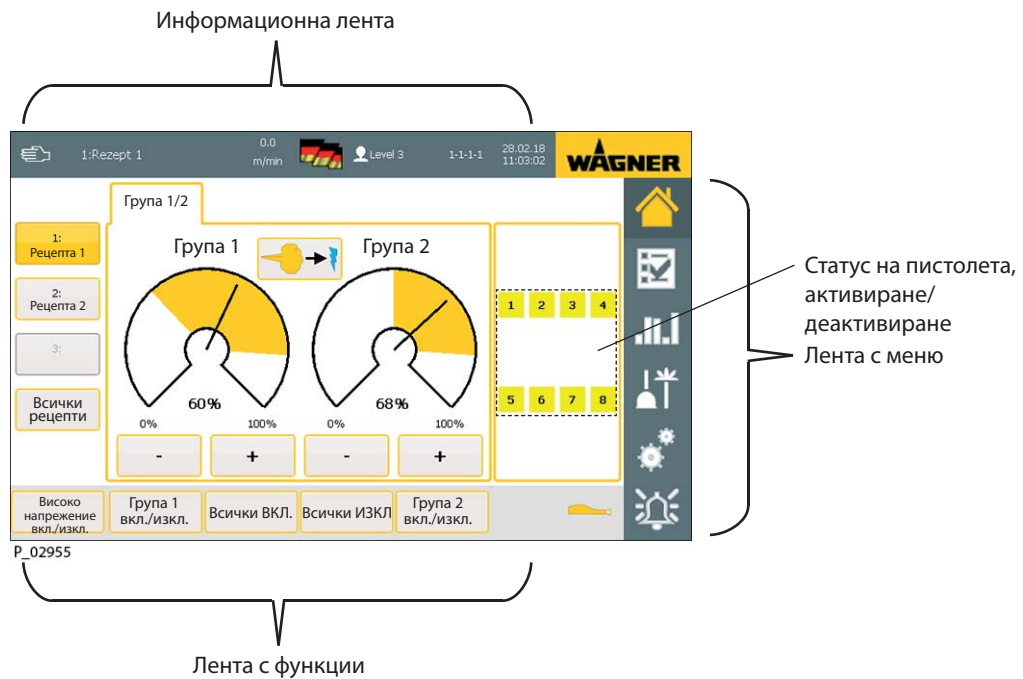 Информационна лента
1:Rezept 1
0.0
m/min
Level 3
1-1-1-1
28.02.18
11:03:02
WAGNER
Група 1/2
1:
Рецепта 1
2:
Рецепта 2
3:
Всички
рецепти
Група 1
Група 2
60%
68%
0%
100%
0%
100%
-
+
-
+
1 2 3 4
5 6 7 8
Статус на пистолета,
активиране/
деактивиране
Лента с меню
Високо
напрежение
вкл./изкл.
Група 1
вкл./изкл.
Всички ВКЛ.
Всички ИЗКЛ
Група 2
вкл./изкл.
P_02955
Лента с функции